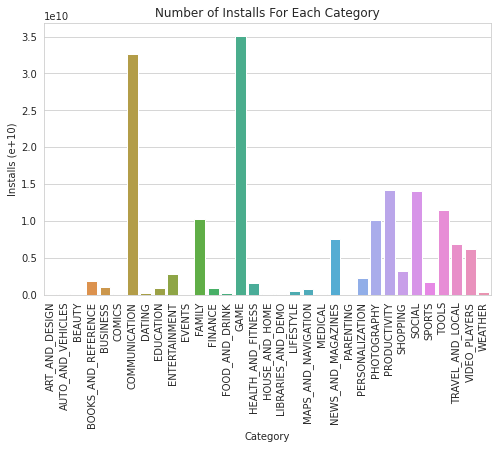 Number of Installs For Each Category
1e10
3.5
3.0
2.5
2.0
1.5
1.0
0.5
0.0
Installs (e+10)
ART_AND_DESIGN
AUTO_AND_VEHICLES
BEAUTY
BOOKS_AND_REFERENCE
BUSINESS
COMICS
COMMUNICATION
DATING
EDUCATION
ENTERTAINMENT
EVENTS
FAMILY
FINANCE
FOOD_AND_DRINK
GAME
HEALTH_AND_FITNESS
HOUSE_AND_HOME
LIBRARIES_AND_DEMO
LIFESTYLE
MAPS_AND_NAVIGATION
MEDICAL
NEWS_AND_MAGAZINES
PARENTING
PERSONALIZATION
PHOTOGRAPHY
PRODUCTIVITY
SHOPPING
SOCIAL
SPORTS
TOOLS
TRAVEL_AND_LOCAL
VIDEO_PLAYERS
WEATHER
Category